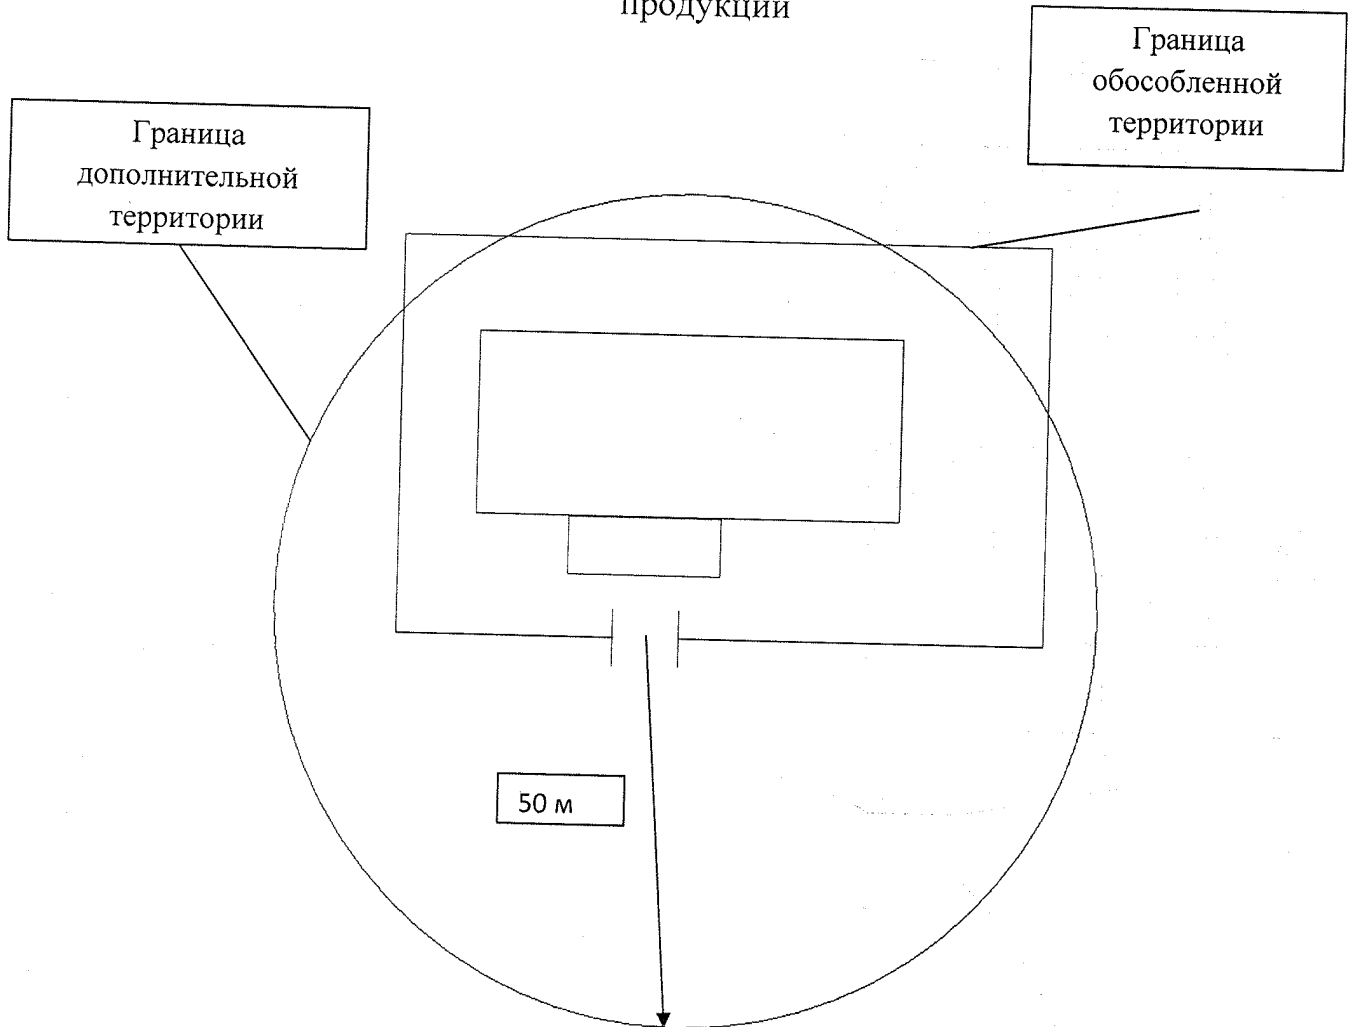 продукции
Граница
обособленной
территории
Граница
дополнительной
территории
50 м